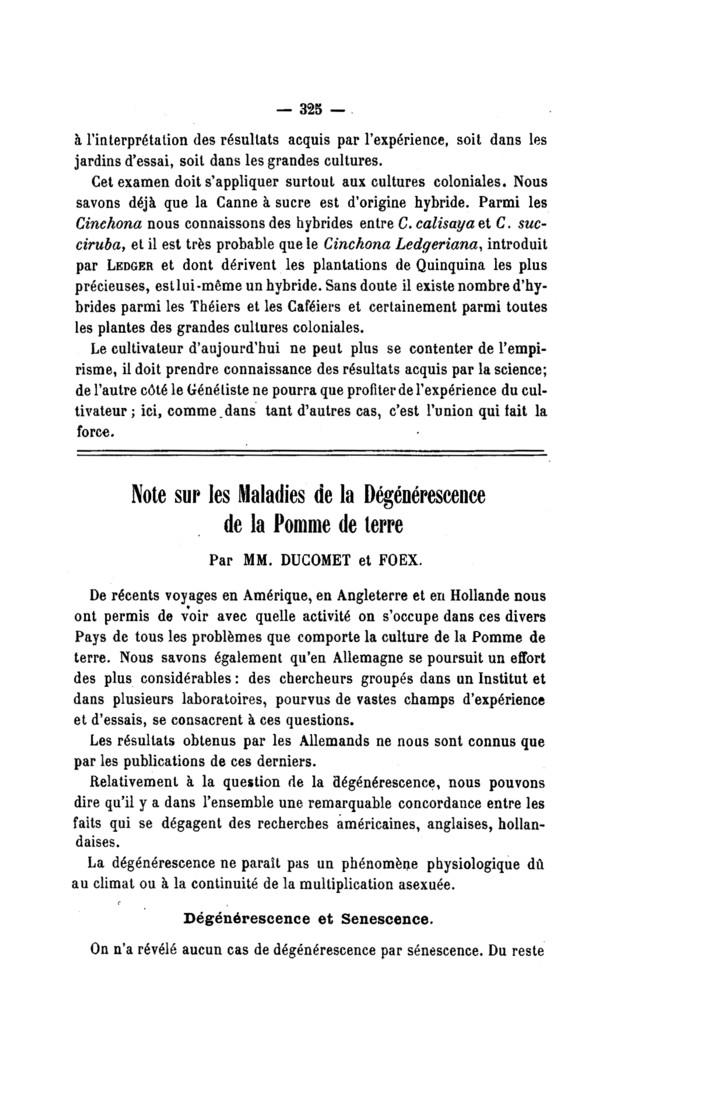 — 325 —
à l'interprétation des résultats acquis par l'expérience, soit dans les
jardins d'essai, soit dans les grandes cultures.
Cet examen doit s'appliquer surtout aux cultures coloniales. Nous
savons déjà que la Canne à sucre est d'origine hybride. Parmi les
Cinchona nous connaissons des hybrides entre C. calisaya et C. suc-
ciruba, et il est très probable que le Cinchona Ledgeriana, introduit
par LEDGER et dont dérivent les plantations de Quinquina les plus
précieuses, est lui-même un hybride. Sans doute il existe nombre d'hy-
brides parmi les Théiers et les Caféiers et certainement parmi toutes
les plantes des grandes cultures coloniales.
Le cultivateur d'aujourd'hui ne peut plus se contenter de l'empi-
risme, il doit prendre connaissance des résultats acquis par la science;
de l'autre côté le Généliste ne pourra que profiter de l'expérience du cul-
tivateur ; ici, comme dans tant d'autres cas, c'est l'union qui fait la
force.
Note sur les Maladies de la Dégénérescence
de la Pomme de terre
Par MM. DUCOMET et FOEX.
De récents voyages en Amérique, en Angleterre et en Hollande nous
ont permis de voir avec quelle activité on s'occupe dans ces divers
Pays de tous les problèmes que comporte la culture de la Pomme de
terre. Nous savons également qu'en Allemagne se poursuit un effort
des plus considérables : des chercheurs groupés dans un Institut et
dans plusieurs laboratoires, pourvus de vastes champs d'expérience
et d'essais, se consacrent à ces questions.
Les résultats obtenus par les Allemands ne nous sont connus que
par les publications de ces derniers.
Relativement à la question de la dégénérescence, nous pouvons
dire qu'il y a dans l'ensemble une remarquable concordance entre les
faits qui se dégagent des recherches américaines, anglaises, hollan-
daises.
La dégénérescence ne paraît pas un phénomène physiologique dû
au climat ou à la continuité de la multiplication asexuée.
Dégénérescence et Senescence.
On n'a révélé aucun cas de dégénérescence par sénescence. Du reste